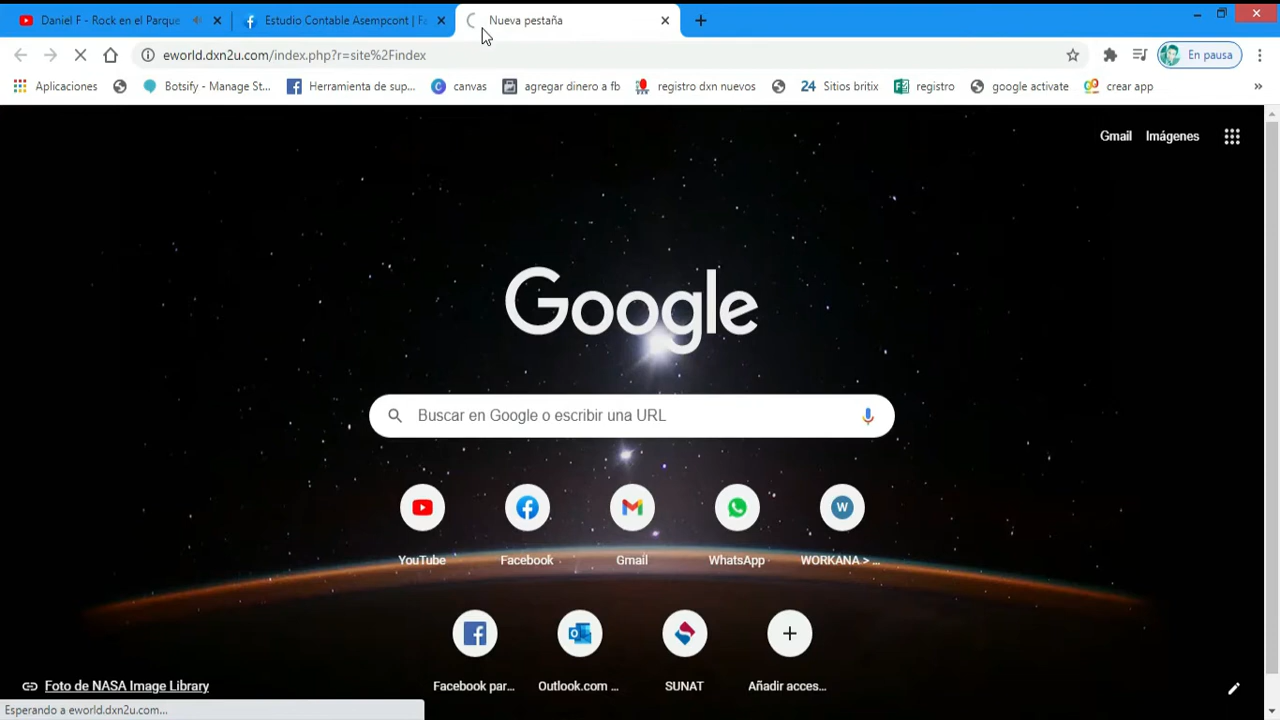 Daniel F - Rock en el Parque
Estudio Contable Asempcont | Fa
Nueva pestaña
eworld.dxn2u.com/index.php?r=site%2Findex
En pausa
Aplicaciones
Botsify - Manage St...
Herramienta de sup...
canvas
agregar dinero a fb
registro dxn nuevos
24 Sitios britix
registro
google activate
crear app
»
Gmail
Imágenes
Google
Buscar en Google o escribir una URL
W
YouTube
Facebook
Gmail
WhatsApp
WORKANA > ...
Facebook par...
Outlook.com ...
SUNAT
Añadir acces...
Foto de NASA Image Library
Esperando a eworld.dxn2u.com...